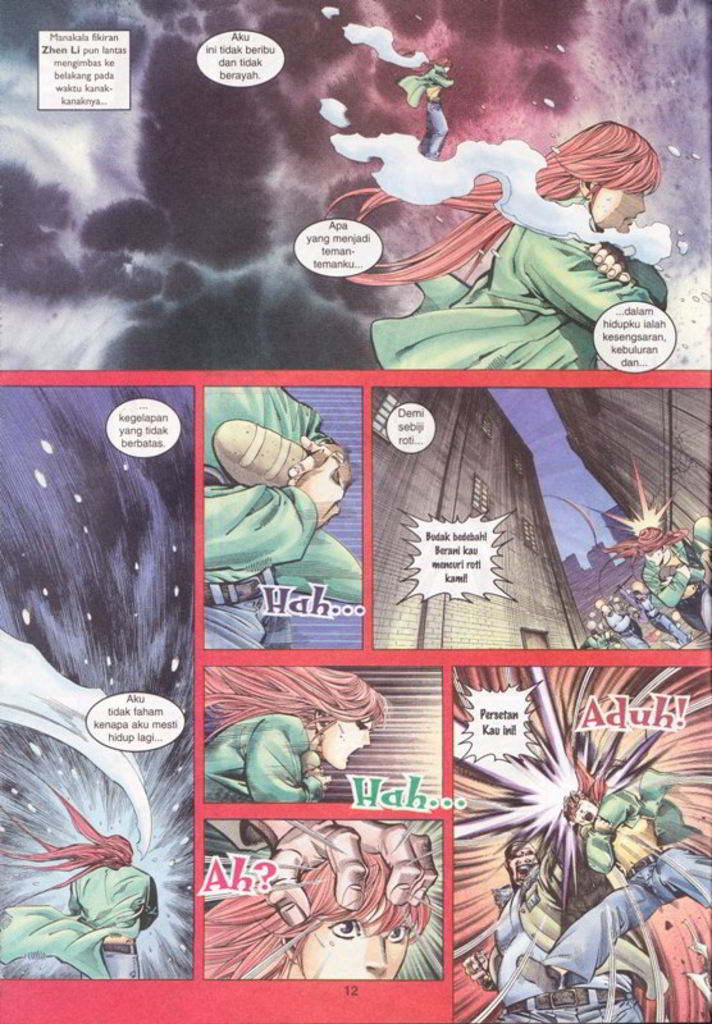 Manakala fikiran
Zhen Li pun lantas
mengimbas ke
belakang pada
waktu kanak-
kanaknya...
Aku
ini tidak beribu
dan tidak
berayah.
Apa
yang menjadi
teman-
temanku...
...dalam
hidupku ialah
kesengsaran,
kebuluran
dan...
...
kegelapan
yang tidak
berbatas.
Aku
tidak faham
kenapa aku mesti
hidup lagi...
Hah...
Demi
sebiji
roti...
Budak bedebah!
Berani kau
mencuri roti
kami!
Hah...
Ah?
Persetan
Kau ini!
Aduh!
12